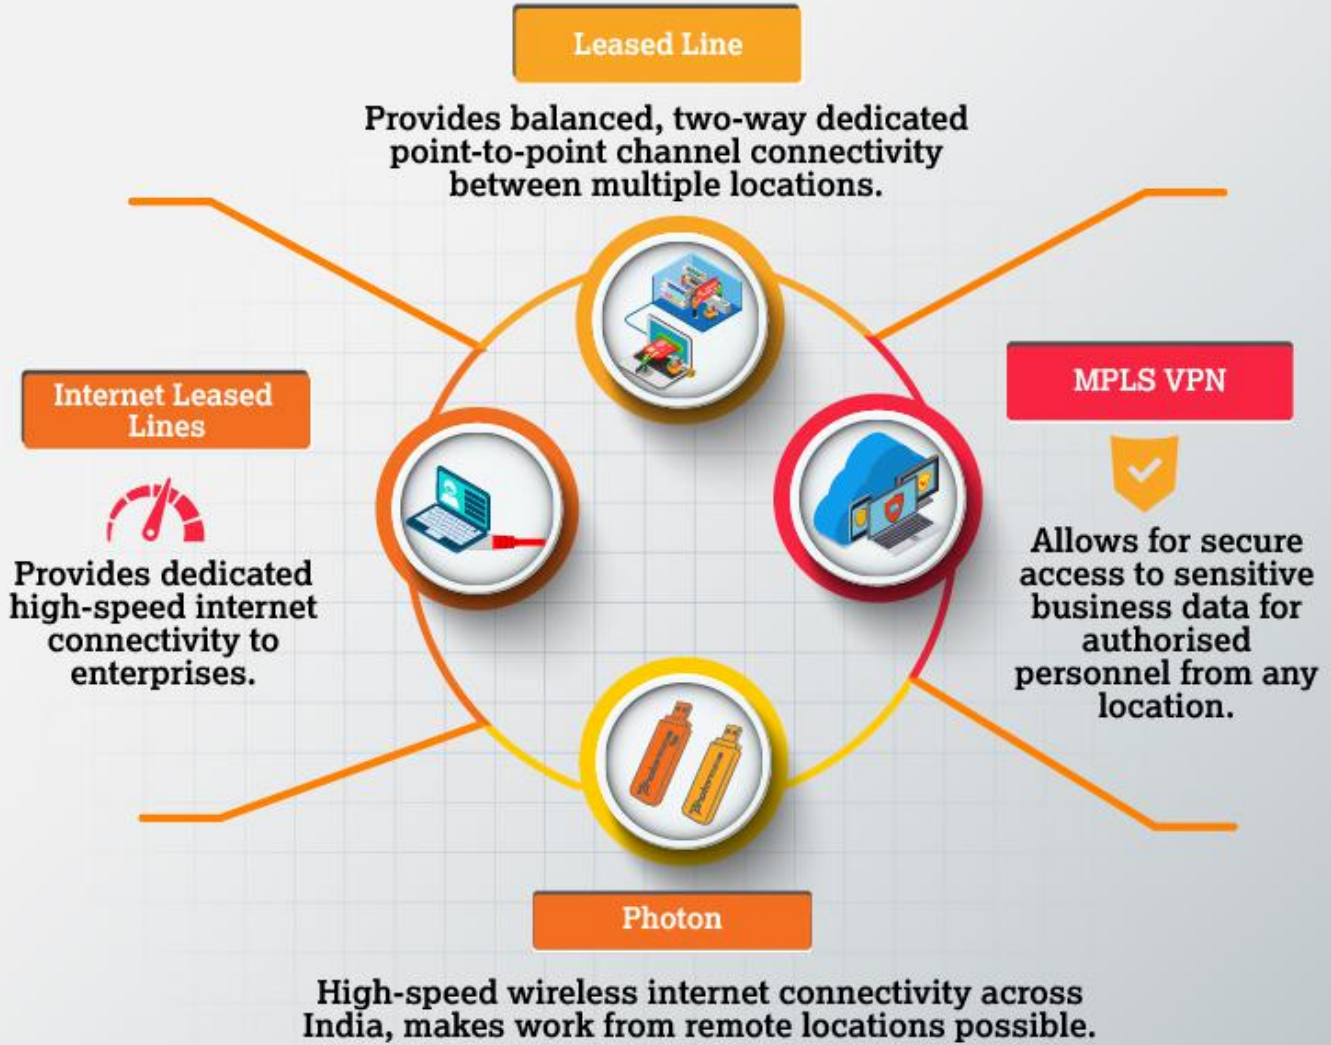 Leased Line
Provides balanced, two-way dedicated
point-to-point channel connectivity
between multiple locations.
Internet Leased
Lines
Provides dedicated
high-speed internet
connectivity to
enterprises.
MPLS VPN
Allows for secure
access to sensitive
business data for
authorised
personnel from any
location.
Photon
High-speed wireless internet connectivity across
India, makes work from remote locations possible.